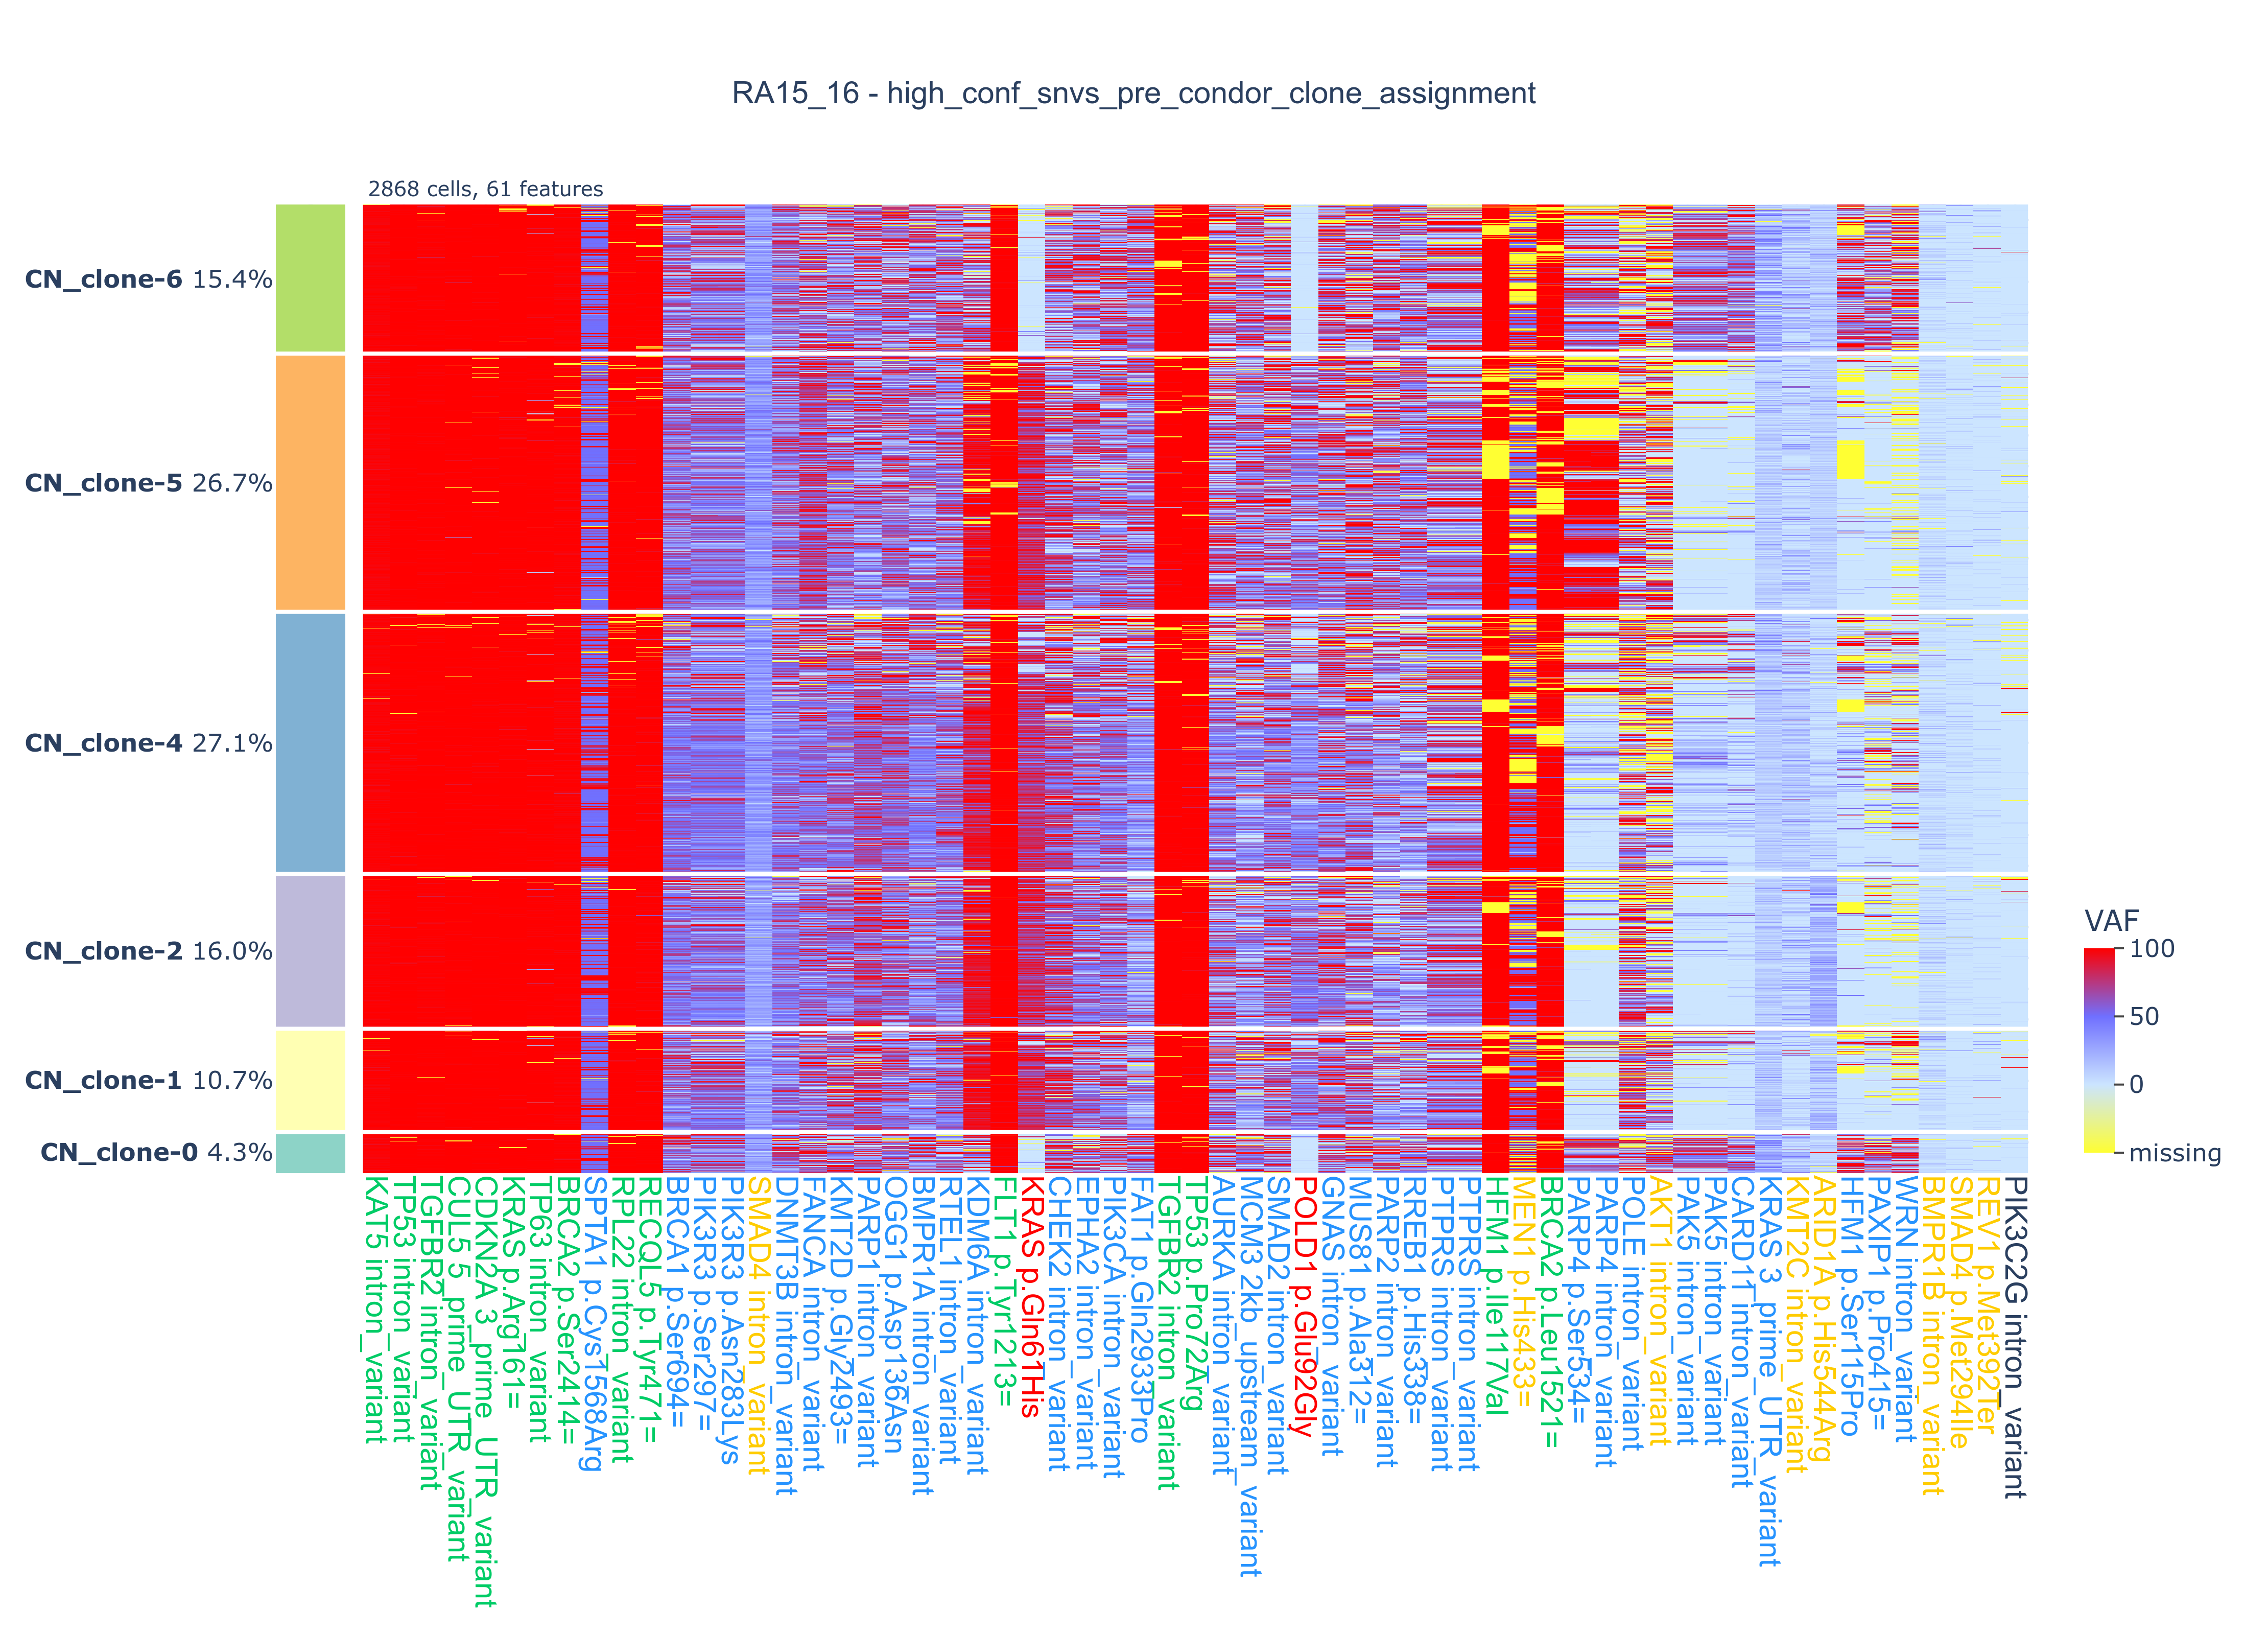 RA15_16 - high_conf_snvs_pre_condor_clone_assignment
2868 cells, 61 features
CN_clone-6 15.4%
CN_clone-5 26.7%
CN_clone-4 27.1%
CN_clone-2 16.0%
CN_clone-1 10.7%
CN_clone-0 4.3%
VAF
100
50
0
missing
KAT5 intron_variant
TP53 intron_variant
TGFBR2 intron_variant
CUL5 5_prime_UTR_variant
CDKN2A 3_prime_UTR_variant
KRAS p.Arg161=
TP63 intron_variant
BRCA2 p.Ser2414=
SPTA1 p.Cys1568Arg
RPL22 intron_variant
RECQL5 p.Tyr471=
BRCA1 p.Ser694=
PIK3R3 p.Ser297=
PIK3R3 p.Asn283Lys
SMAD4 intron_variant
DNMT3B intron_variant
FANCA intron_variant
KMT2D p.Gly2493=
PARP1 intron_variant
OGG1 p.Asp136Asn
BMPR1A intron_variant
RTEL1 intron_variant
KDM6A intron_variant
FLT1 p.Tyr1213=
KRAS p.Gln61His
CHEK2 intron_variant
EPHA2 intron_variant
PIK3CA intron_variant
FAT1 p.Gln2933Pro
TGFBR2 intron_variant
TP53 p.Pro72Arg
AURKA intron_variant
MCM3 2kb_upstream_variant
SMAD2 intron_variant
POLD1 p.Glu92Gly
GNAS intron_variant
MUS81 p.Ala312=
PARP2 intron_variant
RREB1 p.His338=
PTPRS intron_variant
PTPRS intron_variant
HFM1 p.Ile117Val
MEN1 p.His433=
BRCA2 p.Leu1521=
PARP4 p.Ser534=
PARP4 intron_variant
POLE intron_variant
AKT1 intron_variant
PAK5 intron_variant
PAK5 intron_variant
CARD11 intron_variant
KRAS 3_prime_UTR_variant
KMT2C intron_variant
ARID1A p.His544Arg
HFM1 p.Ser115Pro
PAXIP1 p.Pro415=
WRN intron_variant
BMPR1B intron_variant
SMAD4 p.Met294Ile
REV1 p.Met392Ter
PIK3C2G intron_variant